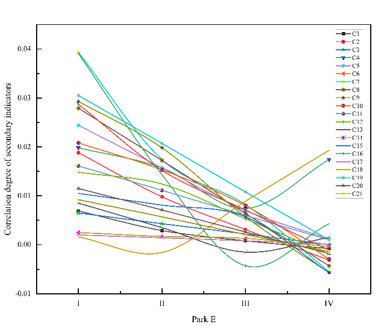 0.04
0.03
0.02
0.01
0.00
-0.01
Correlation degree of secondary indicators
I II III IV
Park E
C1
C2
C3
C4
C5
C6
C7
C8
C9
C10
C11
C12
C13
C14
C15
C16
C17
C18
C19
C20
C21